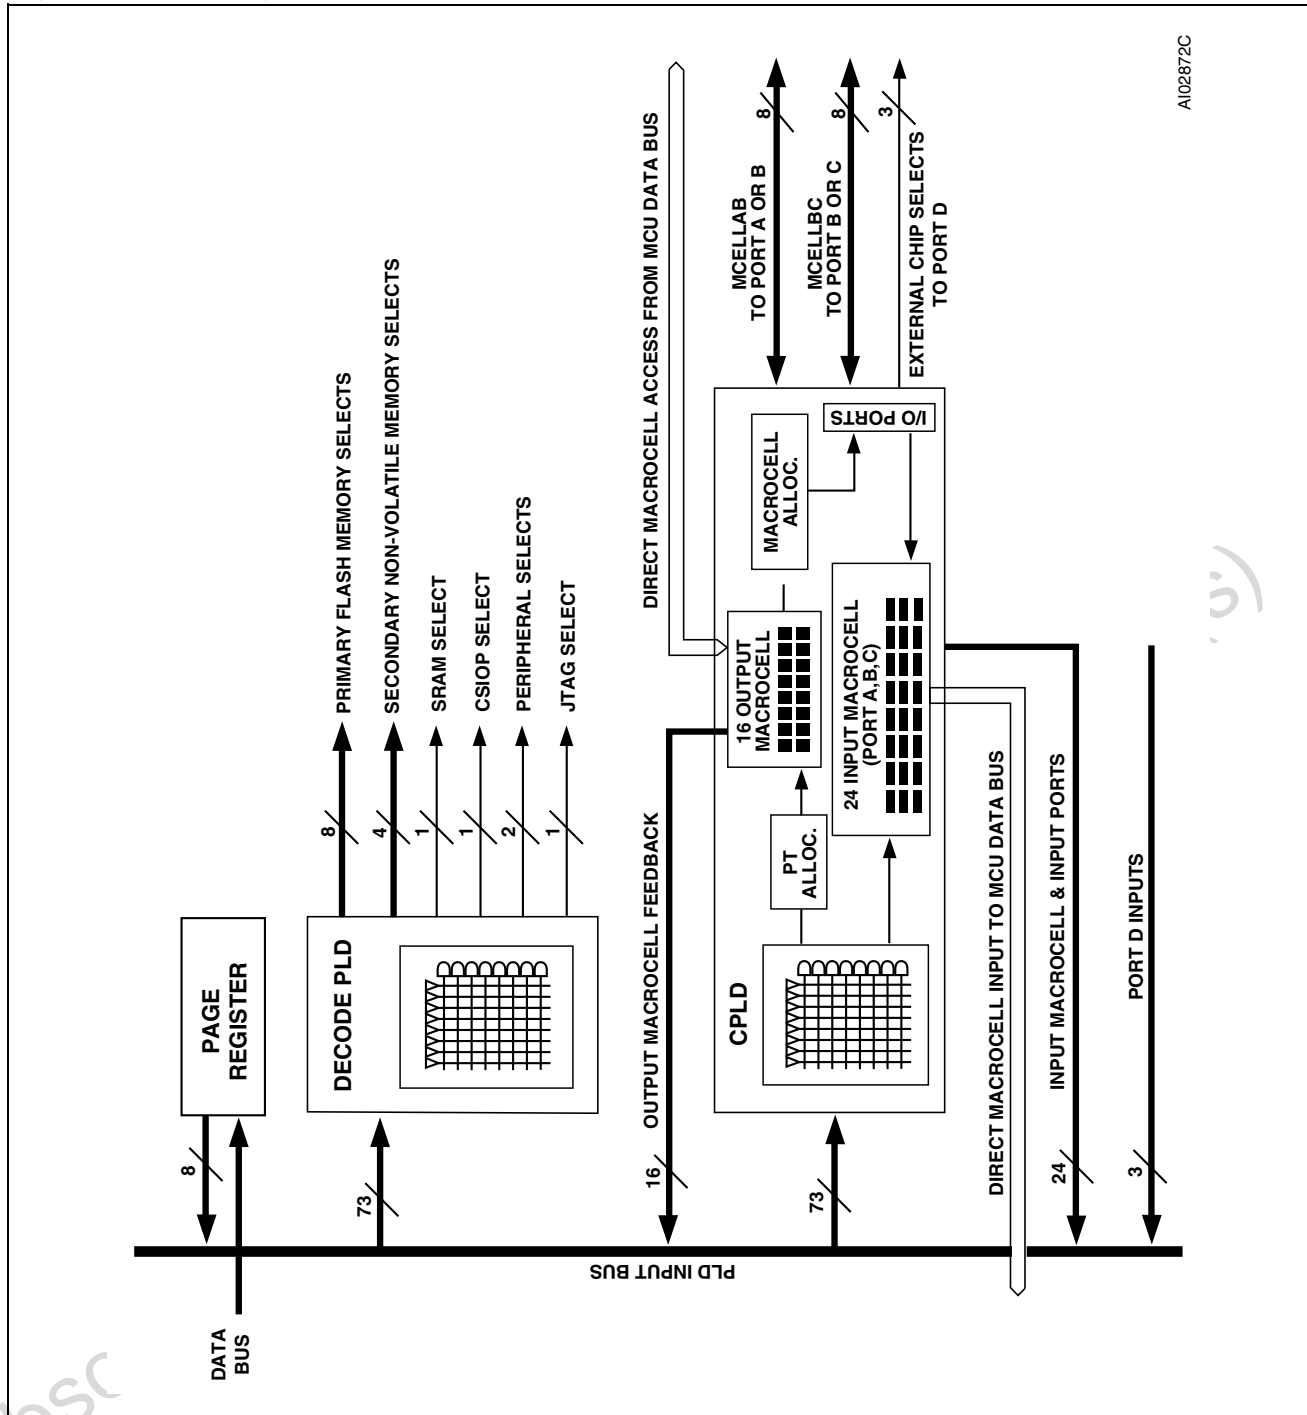 AI02872C
DATA
BUS
8
PAGE
REGISTER
73
DECODE PLD
8
PRIMARY FLASH MEMORY SELECTS
4
SECONDARY NON-VOLATILE MEMORY SELECTS
1
SRAM SELECT
1
CSIOP SELECT
2
PERIPHERAL SELECTS
1
JTAG SELECT
PLD INPUT BUS
16
OUTPUT MACROCELL FEEDBACK
DIRECT MACROCELL ACCESS FROM MCU DATA BUS
73
CPLD
PT
ALLOC.
16 OUTPUT
MACROCELL
MACROCELL
ALLOC.
24 INPUT MACROCELL
(PORT A,B,C)
I/O PORTS
MCELLAB
TO PORT A OR B
8
MCELLBC
TO PORT B OR C
8
EXTERNAL CHIP SELECTS
TO PORT D
3
DIRECT MACROCELL INPUT TO MCU DATA BUS
24
INPUT MACROCELL & INPUT PORTS
3
PORT D INPUTS